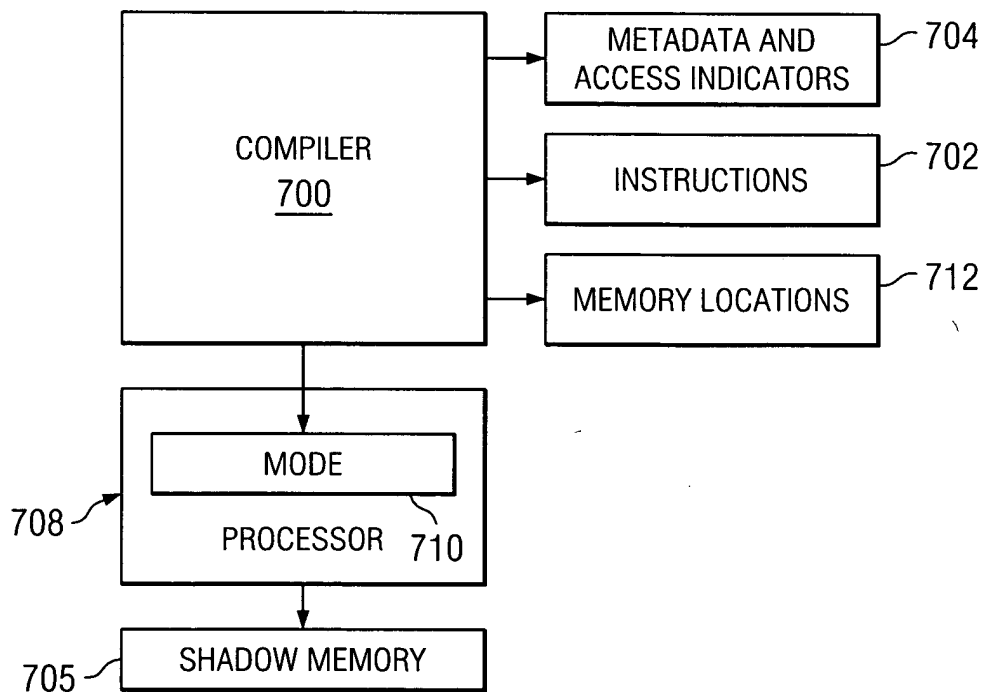 METADATA AND
ACCESS INDICATORS
704
COMPILER
700
INSTRUCTIONS
702
MEMORY LOCATIONS
712
MODE
708
PROCESSOR
710
SHADOW MEMORY
705